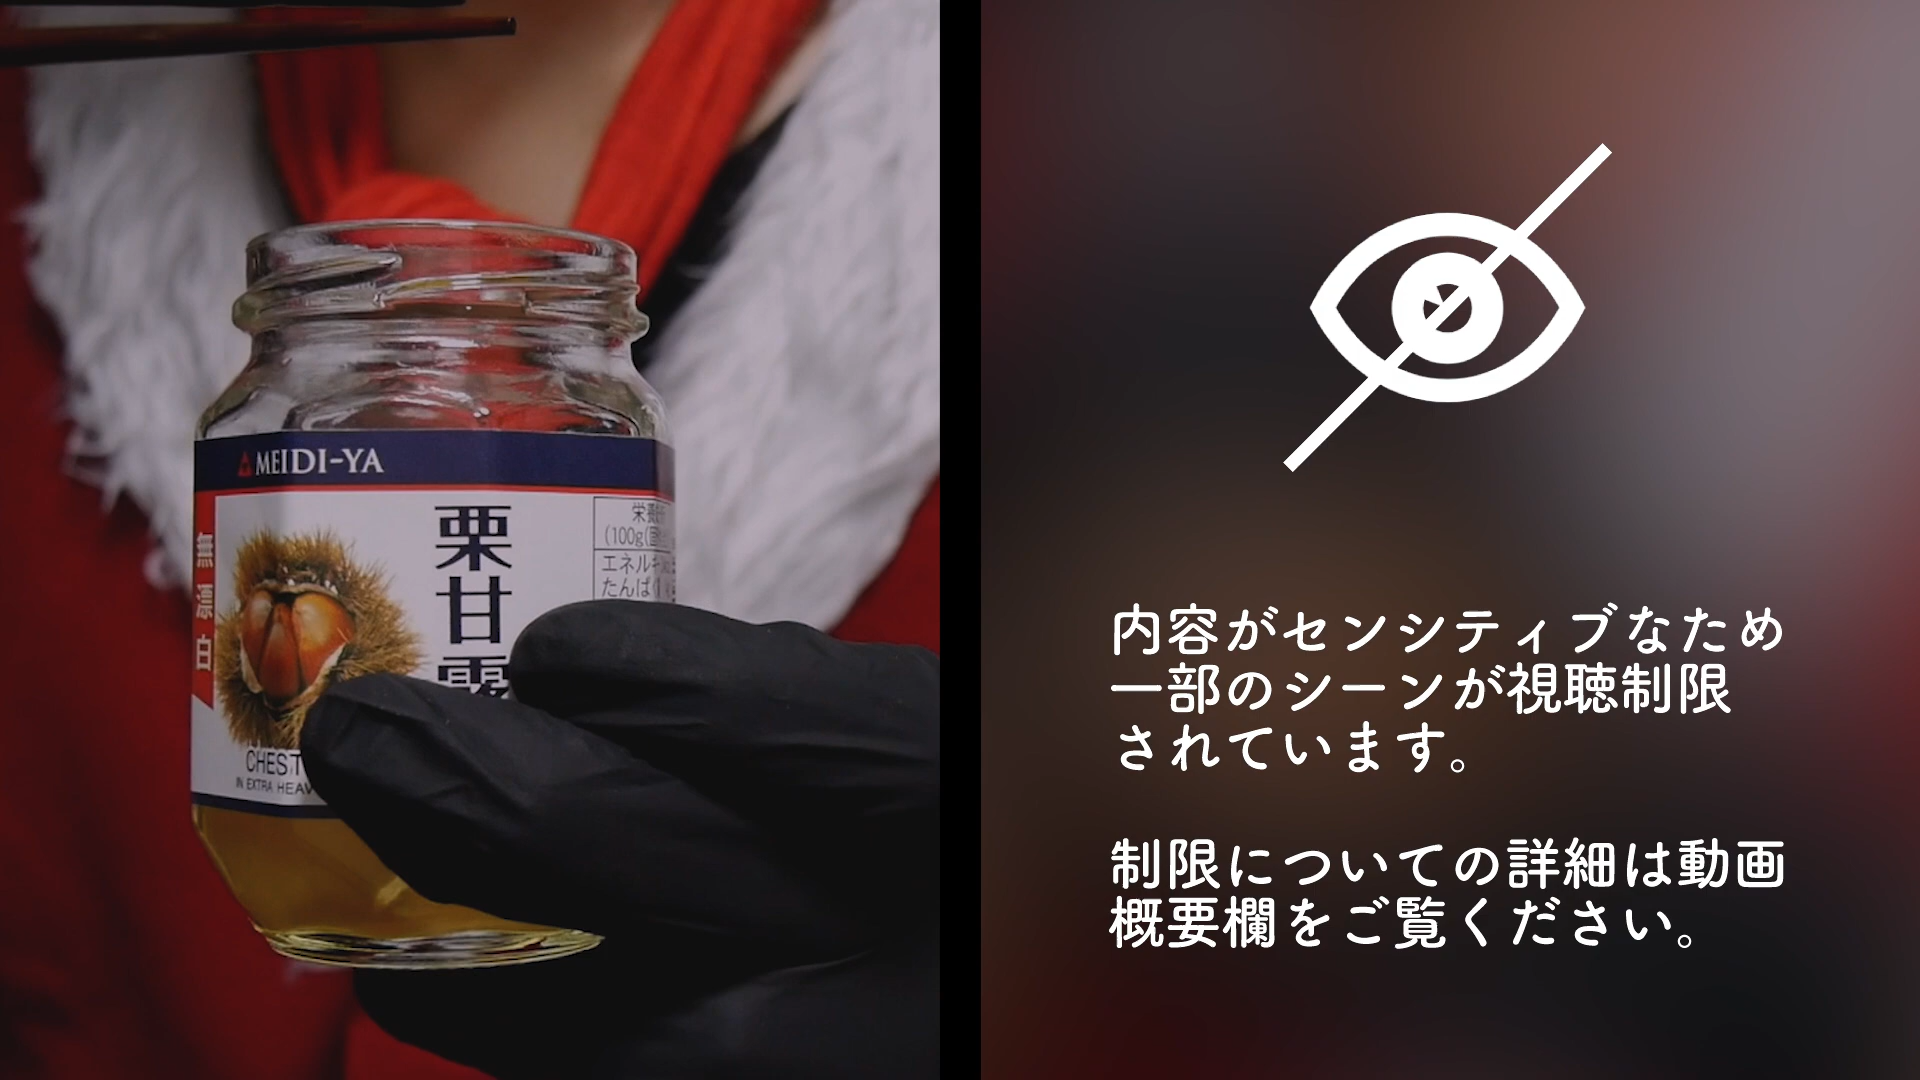 MEIDI-YA
無漂白
栗甘露
栄養
(100g(固
エネルギ
たんぱ
CHEST
IN EXTRA HEAV
内容がセンシティブなため
一部のシーンが視聴制限
されています。
制限についての詳細は動画
概要欄をご覧ください。